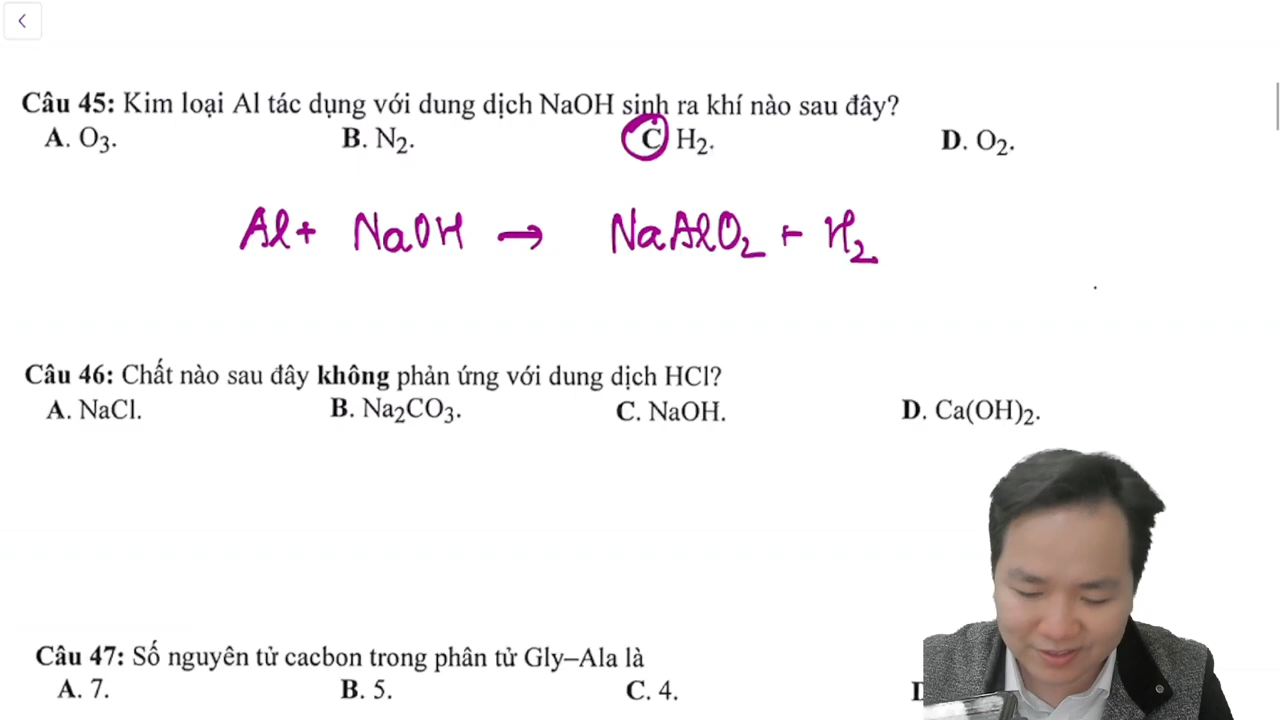 Câu 45: Kim loại Al tác dụng với dung dịch NaOH sinh ra khí nào sau đây?
A. O₃. B. N₂. C H₂. D. O₂.
Al + NaOH → NaAlO₂ + H₂
Câu 46: Chất nào sau đây không phản ứng với dung dịch HCl?
A. NaCl. B. Na₂CO₃. C. NaOH. D. Ca(OH)₂.
Câu 47: Số nguyên tử cacbon trong phân tử Gly–Ala là
A. 7. B. 5. C. 4.